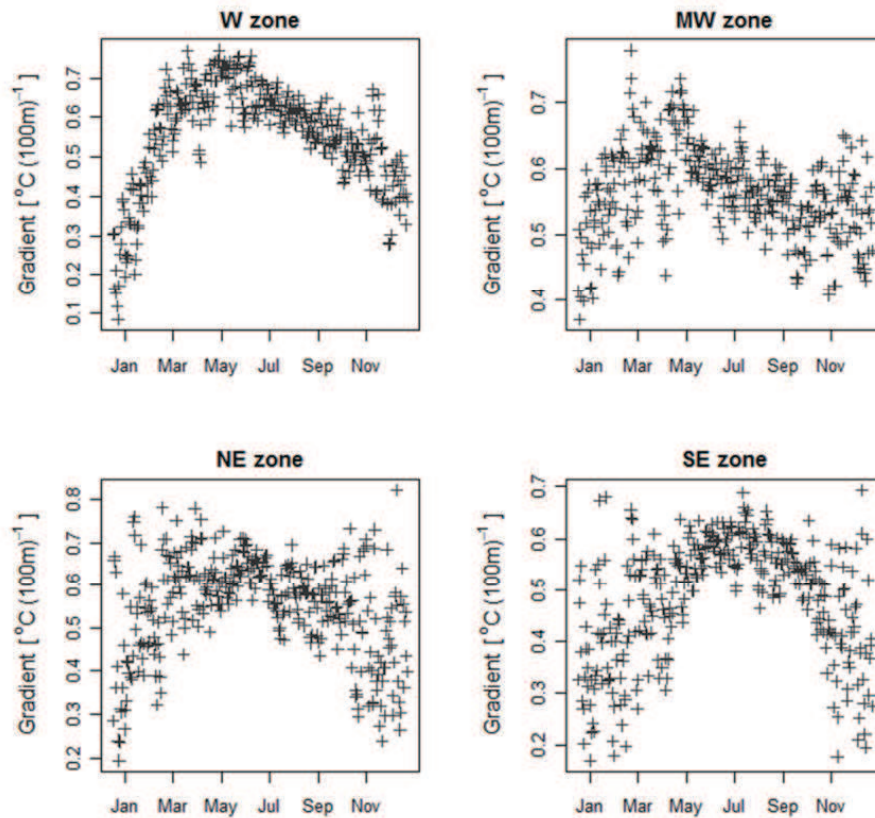 W zone
Gradient [ °C (100m)⁻¹ ]
0.7
0.6
0.5
0.4
0.3
0.2
0.1
Jan Mar May Jul Sep Nov
MW zone
Gradient [ °C (100m)⁻¹ ]
0.7
0.6
0.5
0.4
Jan Mar May Jul Sep Nov
NE zone
Gradient [ °C (100m)⁻¹ ]
0.8
0.7
0.6
0.5
0.4
0.3
0.2
Jan Mar May Jul Sep Nov
SE zone
Gradient [ °C (100m)⁻¹ ]
0.7
0.6
0.5
0.4
0.3
0.2
Jan Mar May Jul Sep Nov